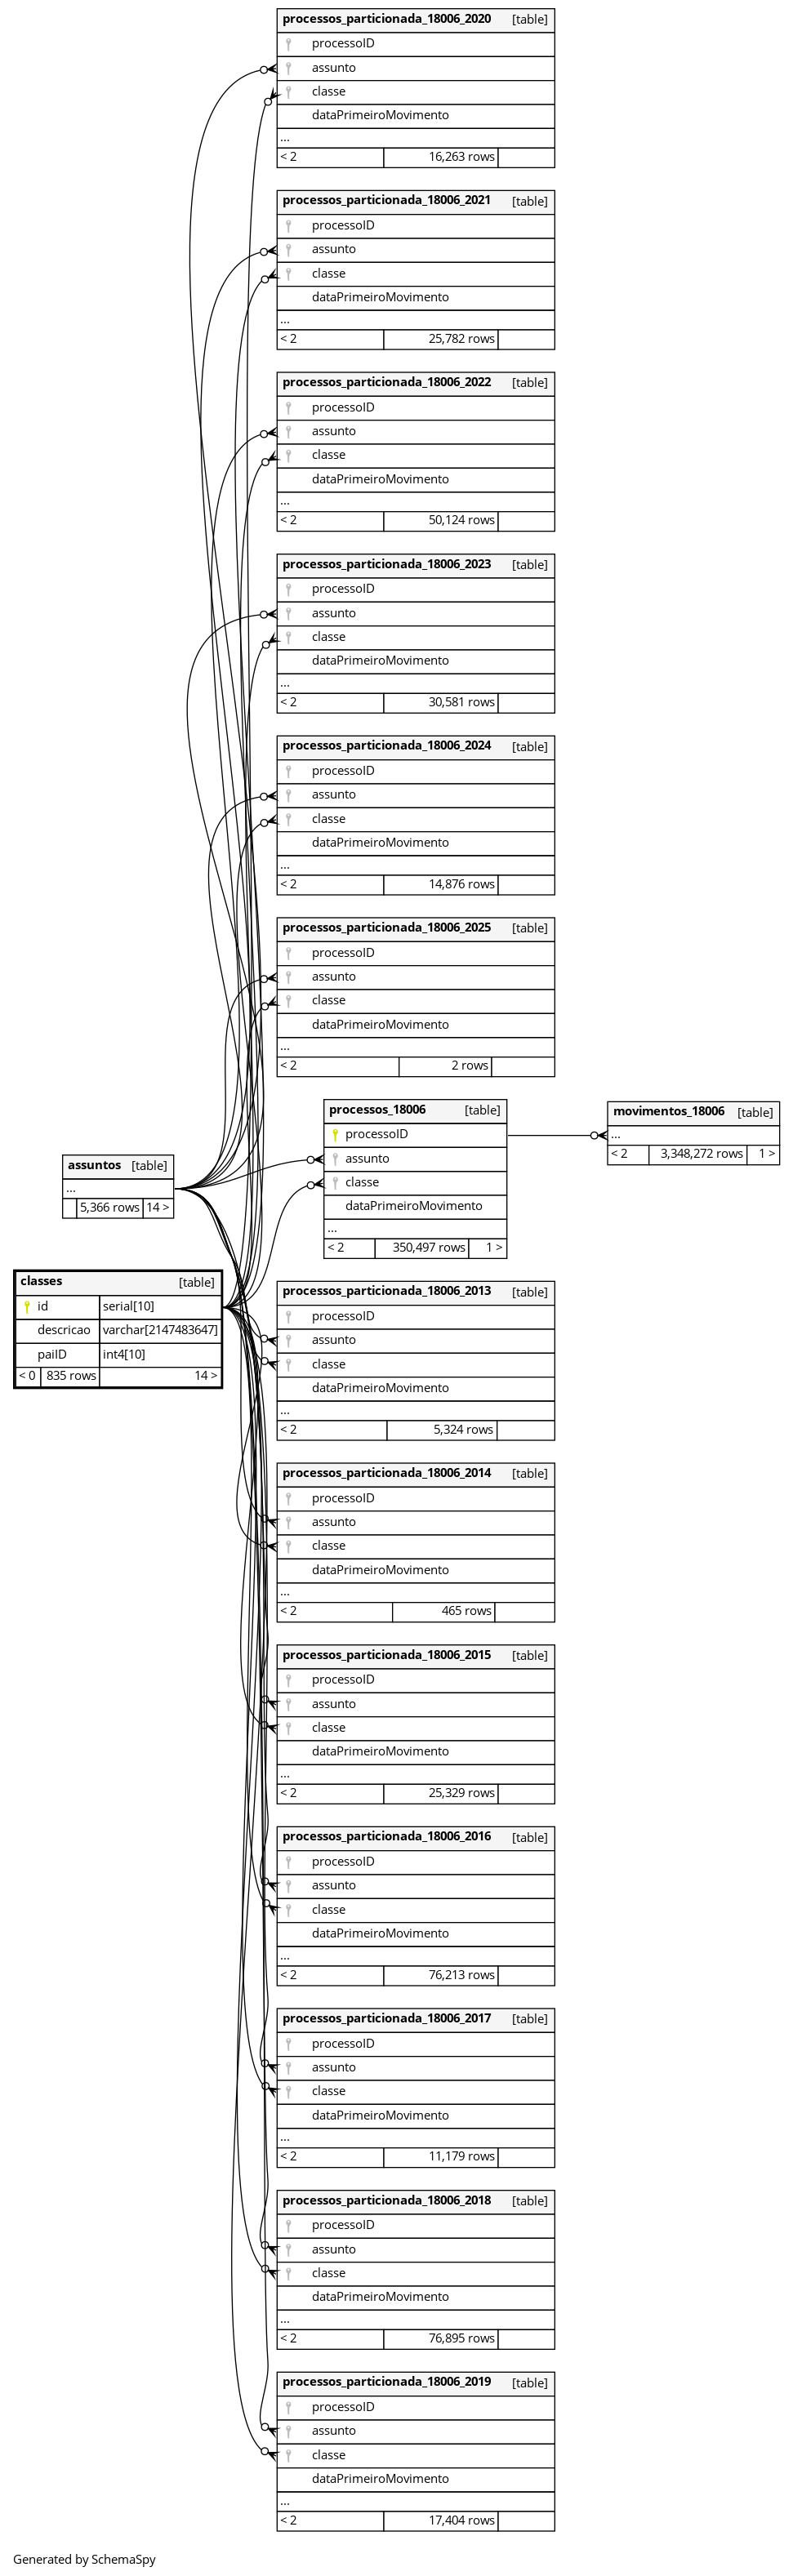 processos_particionada_18006_2020 [table]
processoID
assunto
classe
dataPrimeiroMovimento
...
< 2 16,263 rows
processos_particionada_18006_2021 [table]
processoID
assunto
classe
dataPrimeiroMovimento
...
< 2 25,782 rows
processos_particionada_18006_2022 [table]
processoID
assunto
classe
dataPrimeiroMovimento
...
< 2 50,124 rows
processos_particionada_18006_2023 [table]
processoID
assunto
classe
dataPrimeiroMovimento
...
< 2 30,581 rows
processos_particionada_18006_2024 [table]
processoID
assunto
classe
dataPrimeiroMovimento
...
< 2 14,876 rows
processos_particionada_18006_2025 [table]
processoID
assunto
classe
dataPrimeiroMovimento
...
< 2 2 rows
processos_18006 [table]
processoID
assunto
classe
dataPrimeiroMovimento
...
< 2 350,497 rows 1 >
movimentos_18006 [table]
...
< 2 3,348,272 rows 1 >
assuntos [table]
...
5,366 rows 14 >
classes [table]
id serial[10]
descricao varchar[2147483647]
paiID int4[10]
< 0 835 rows 14 >
processos_particionada_18006_2013 [table]
processoID
assunto
classe
dataPrimeiroMovimento
...
< 2 5,324 rows
processos_particionada_18006_2014 [table]
processoID
assunto
classe
dataPrimeiroMovimento
...
< 2 465 rows
processos_particionada_18006_2015 [table]
processoID
assunto
classe
dataPrimeiroMovimento
...
< 2 25,329 rows
processos_particionada_18006_2016 [table]
processoID
assunto
classe
dataPrimeiroMovimento
...
< 2 76,213 rows
processos_particionada_18006_2017 [table]
processoID
assunto
classe
dataPrimeiroMovimento
...
< 2 11,179 rows
processos_particionada_18006_2018 [table]
processoID
assunto
classe
dataPrimeiroMovimento
...
< 2 76,895 rows
processos_particionada_18006_2019 [table]
processoID
assunto
classe
dataPrimeiroMovimento
...
< 2 17,404 rows
Generated by SchemaSpy